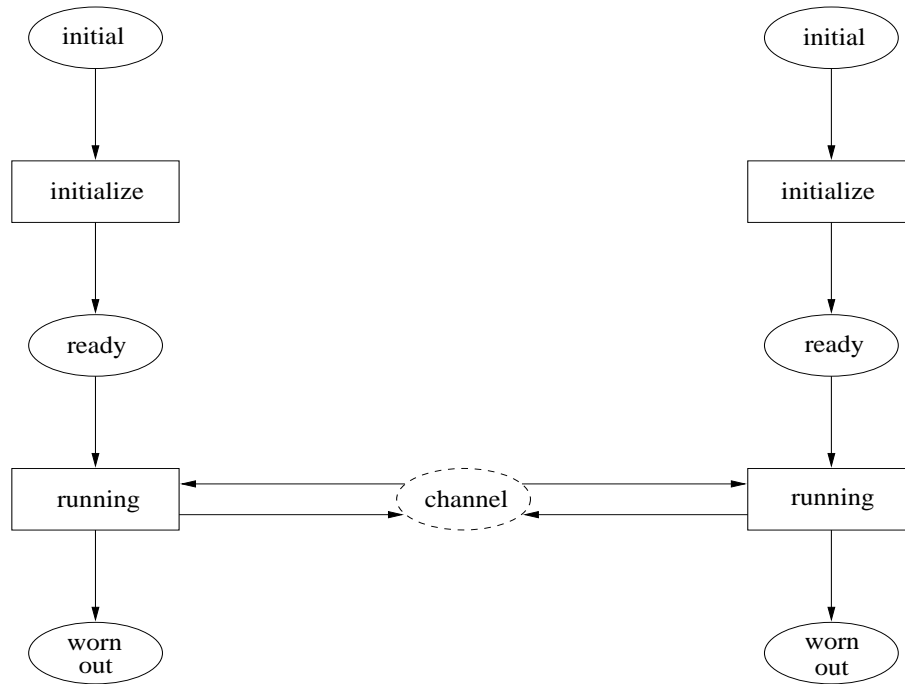 initial
initial
initialize
initialize
ready
ready
running
channel
running
worn
out
worn
out